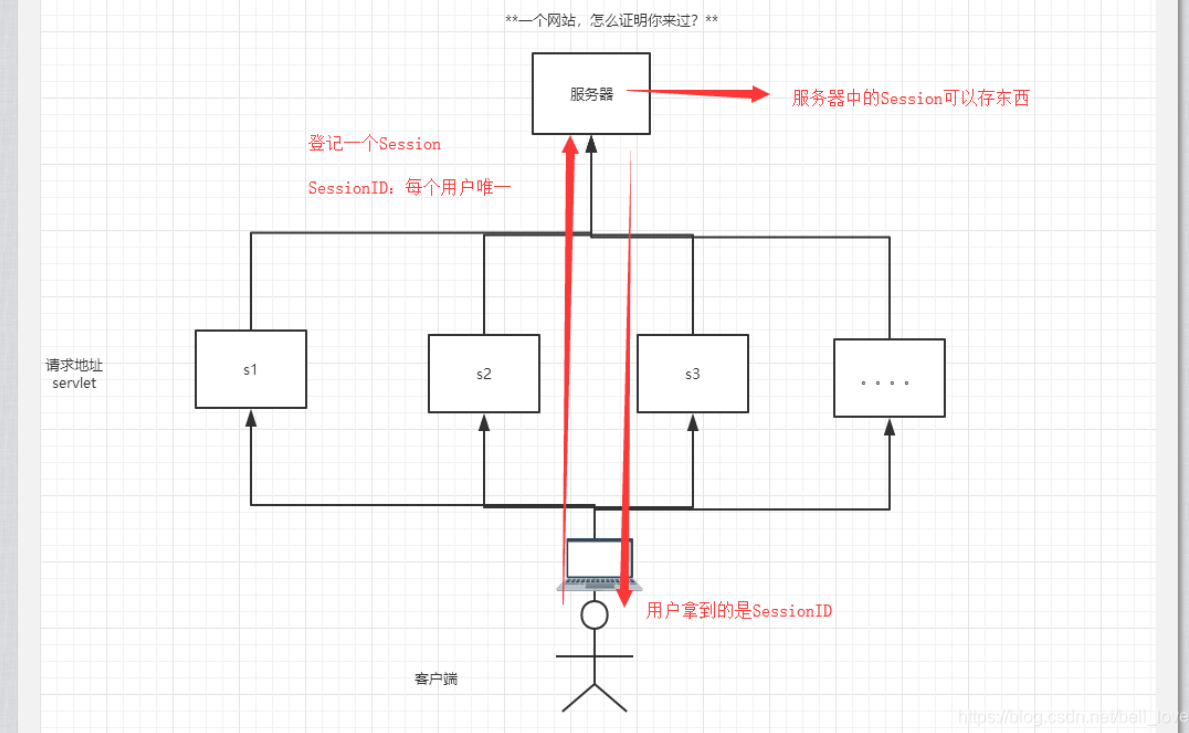 **一个网站，怎么证明你来过？**
服务器
服务器中的Session可以存东西
登记一个Session
SessionID：每个用户唯一
请求地址
servlet
s1
s2
s3
。。。。
用户拿到的是SessionID
客户端
https://blog.csdn.net/bell_love